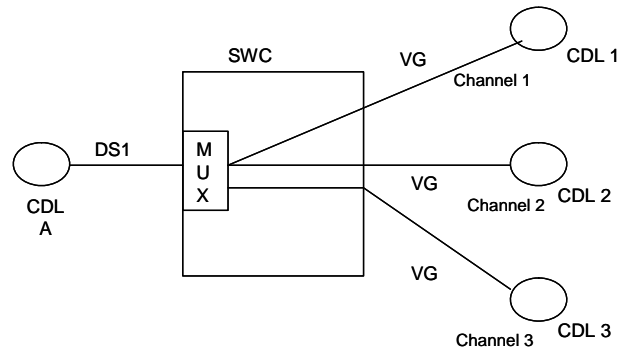 SWC
VG
CDL 1
Channel 1
DS1
M
U
X
CDL
A
VG
Channel 2
CDL 2
VG
Channel 3
CDL 3